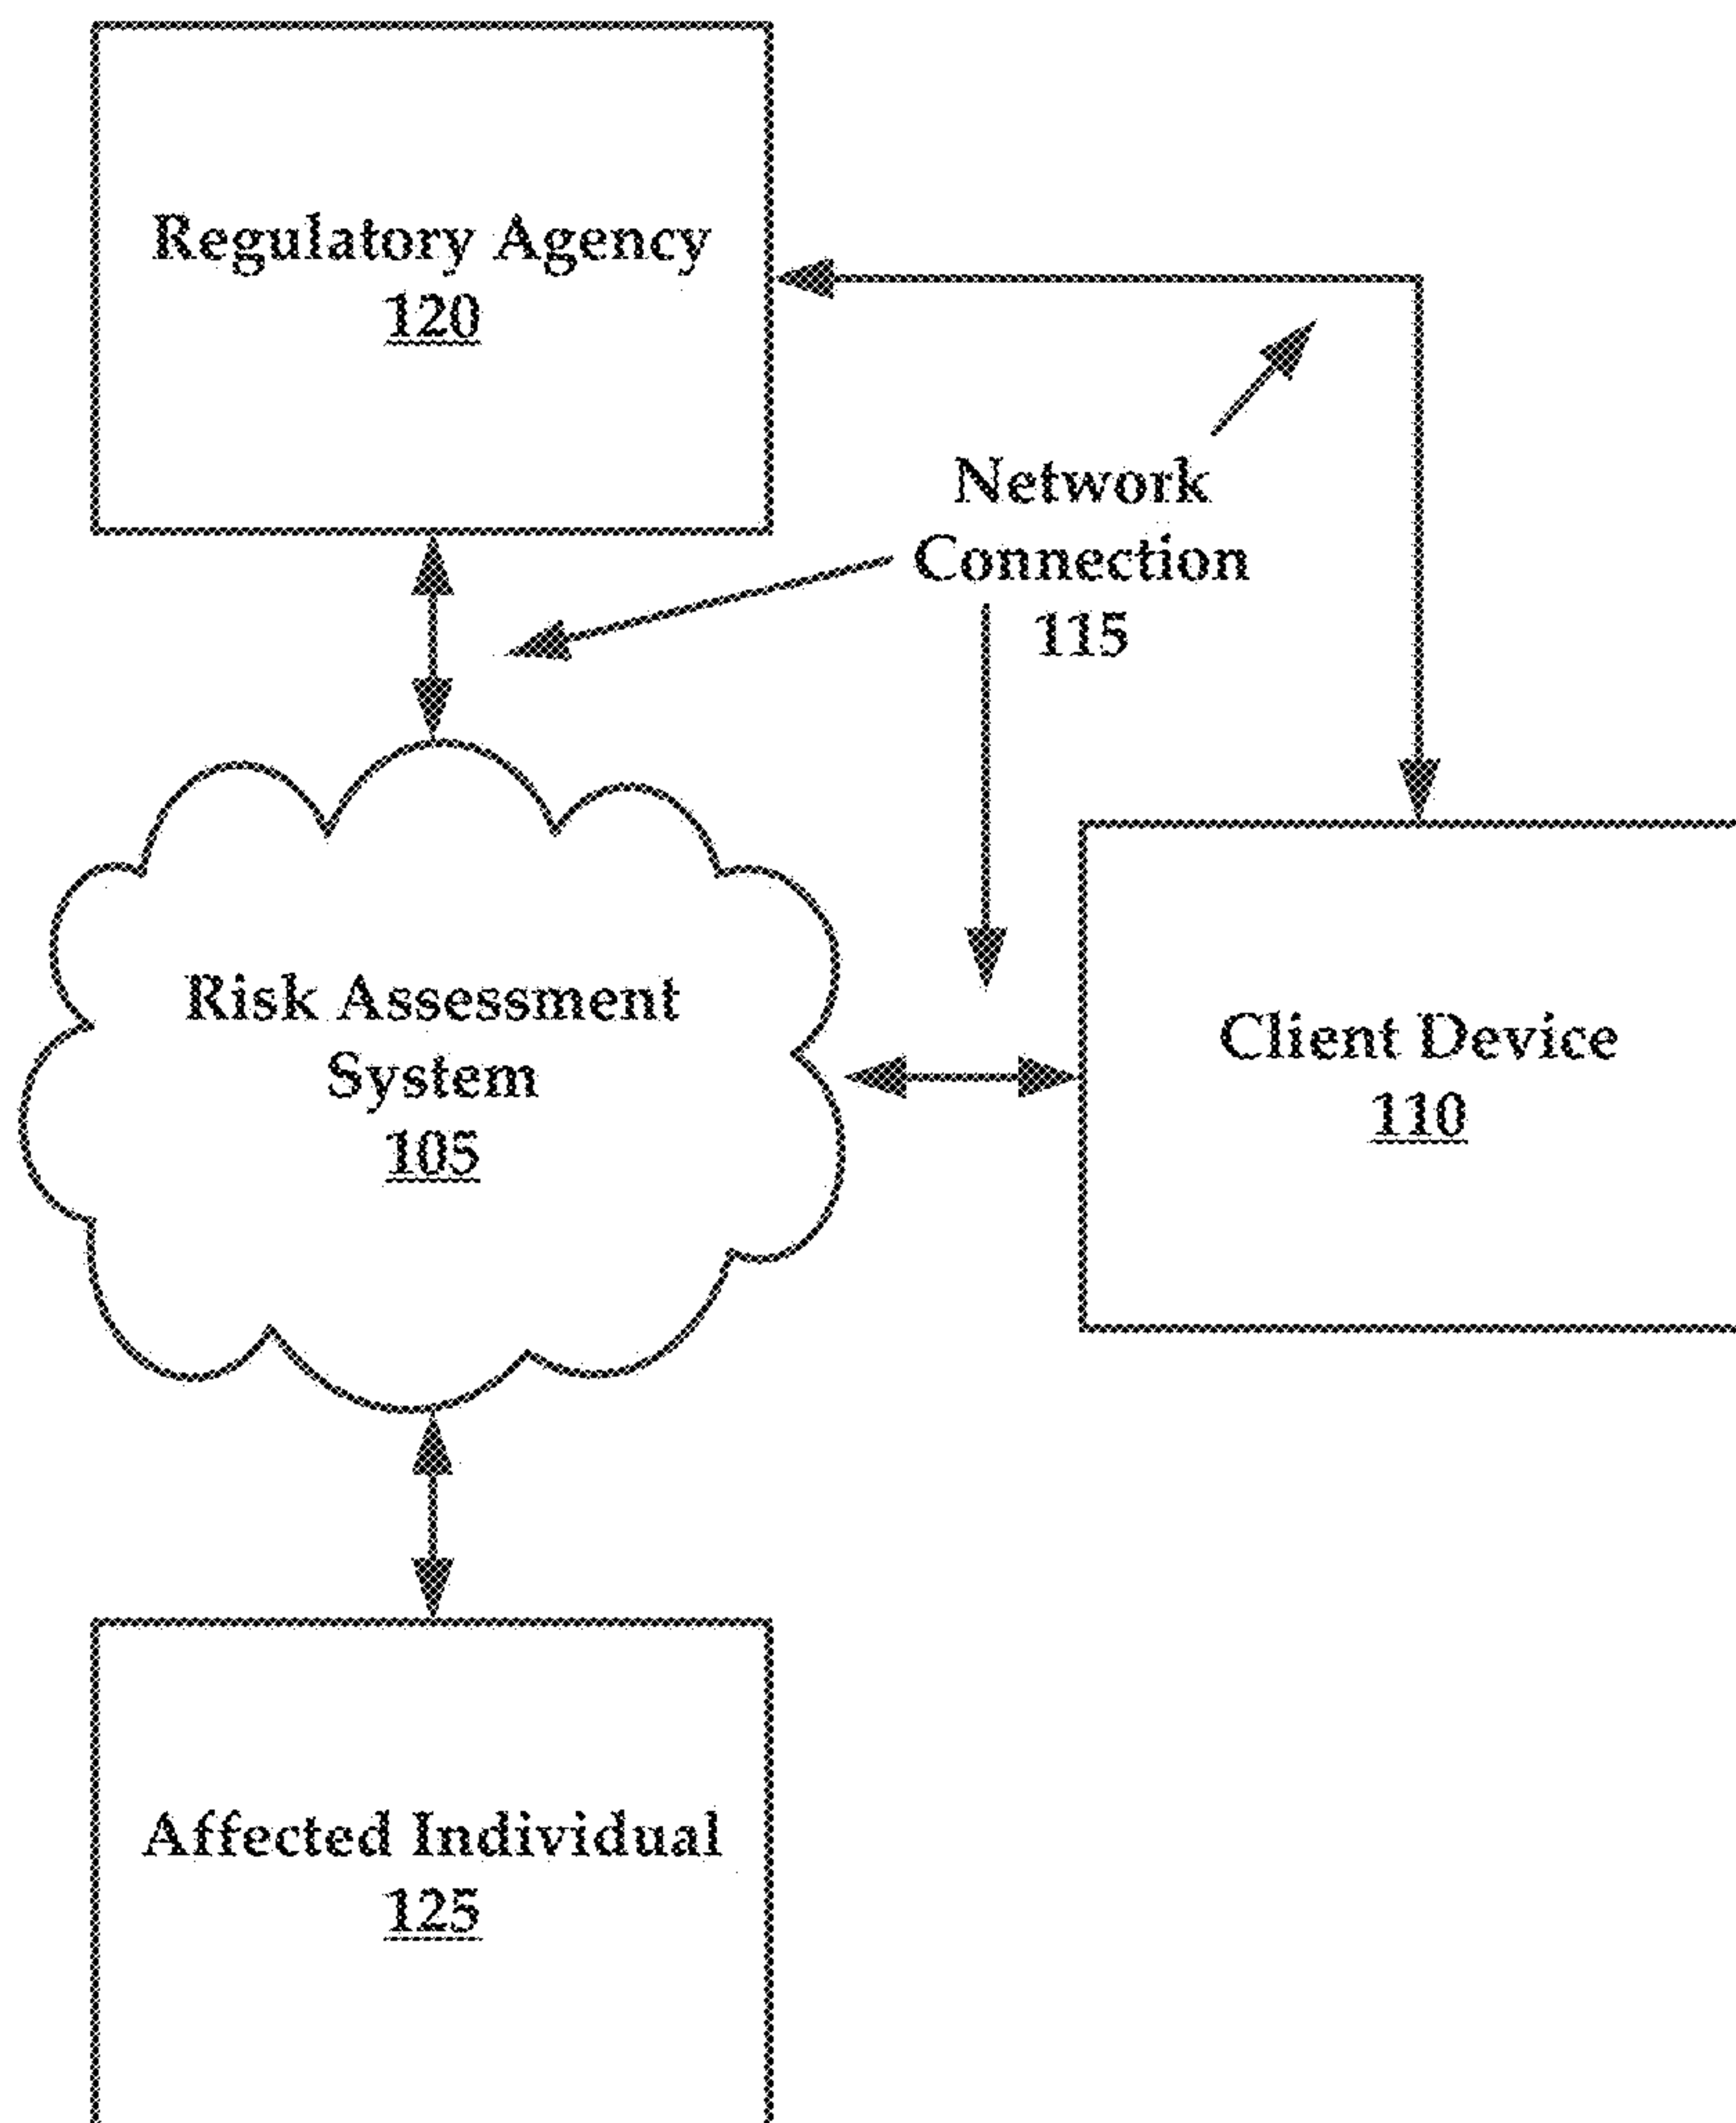 Regulatory Agency
120
Network
Connection
115
Risk Assessment
System
105
Client Device
110
Affected Individual
125